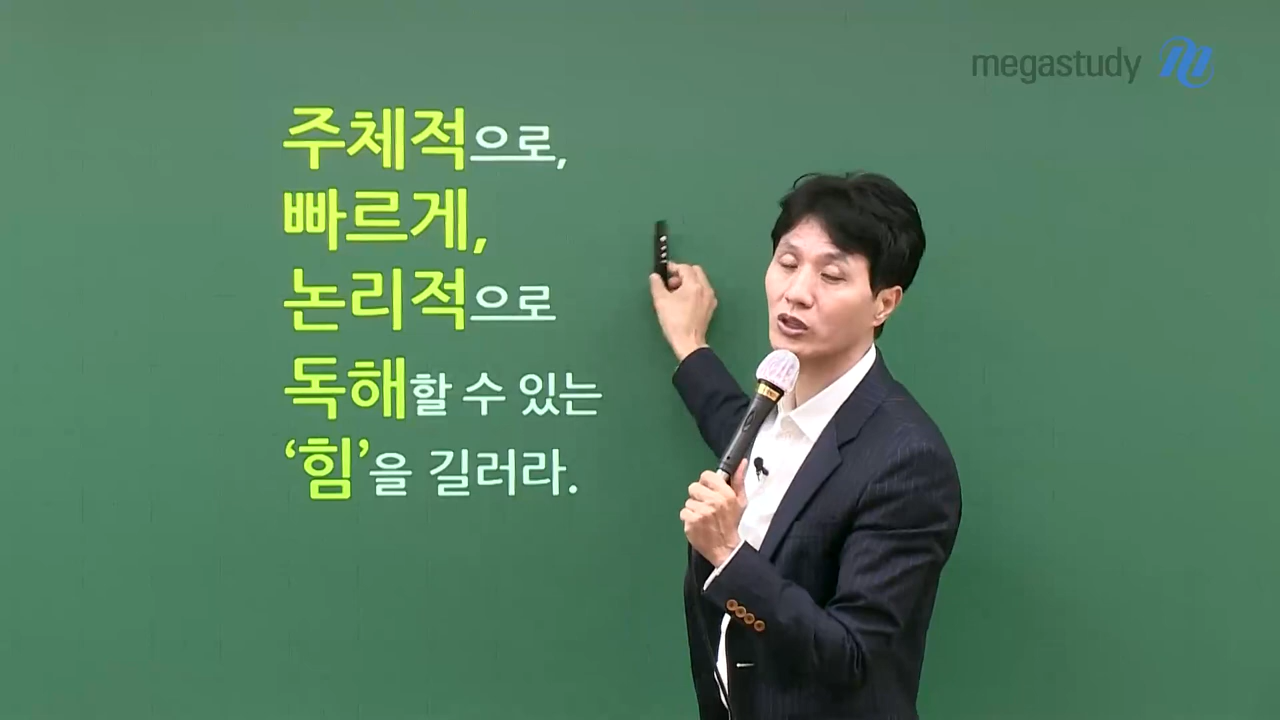 megastudy
주체적으로,
빠르게,
논리적으로
독해할 수 있는
‘힘’을 길러라.